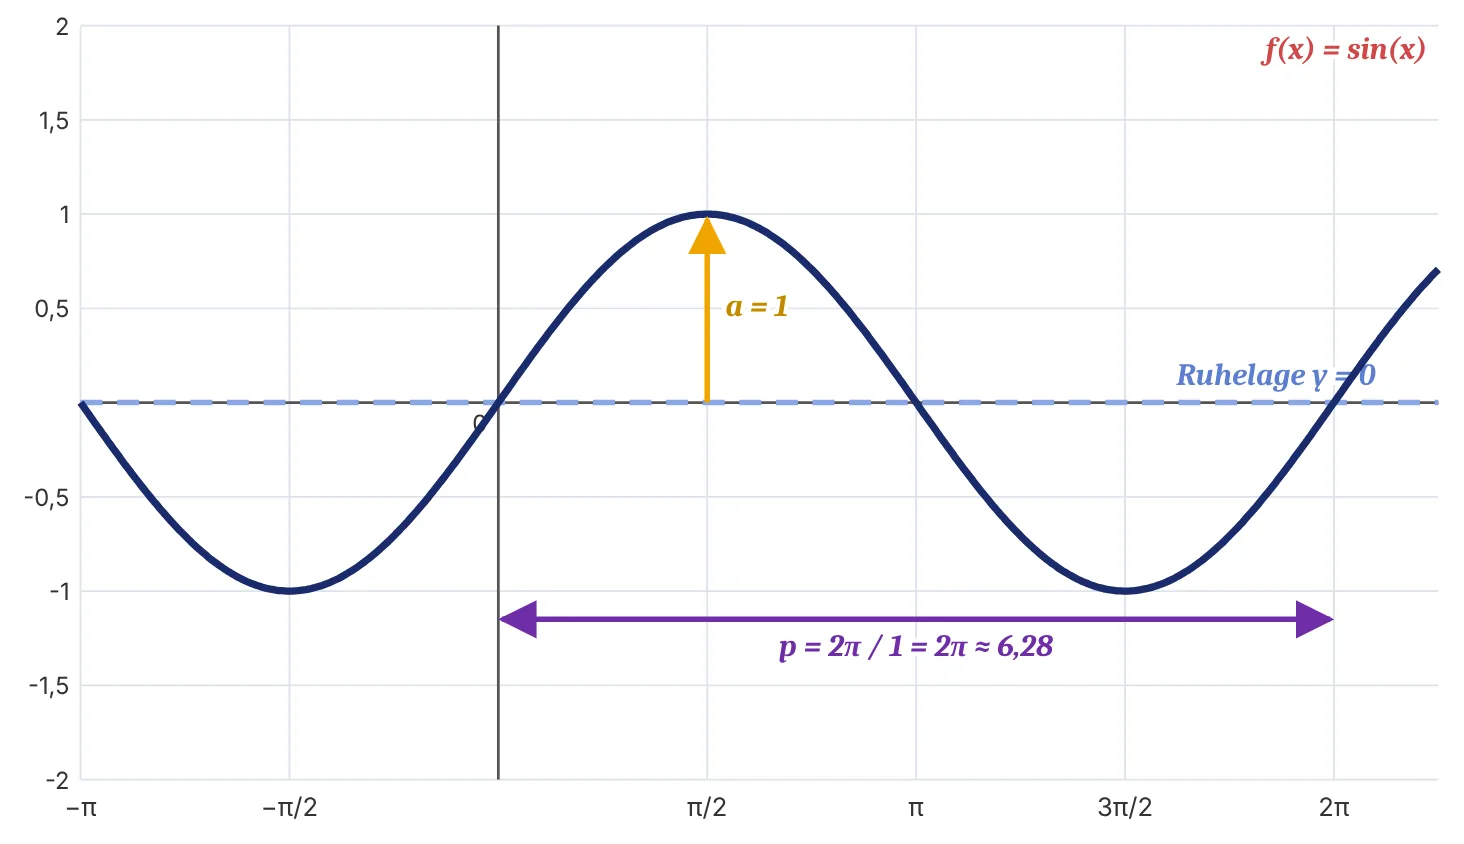 2
f(x) = sin(x)
1,5
1
a = 1
0,5
Ruhelage y = 0
0
-0,5
-1
p = 2π / 1 = 2π ≈ 6,28
-1,5
-2
−π −π/2 π/2 π 3π/2 2π